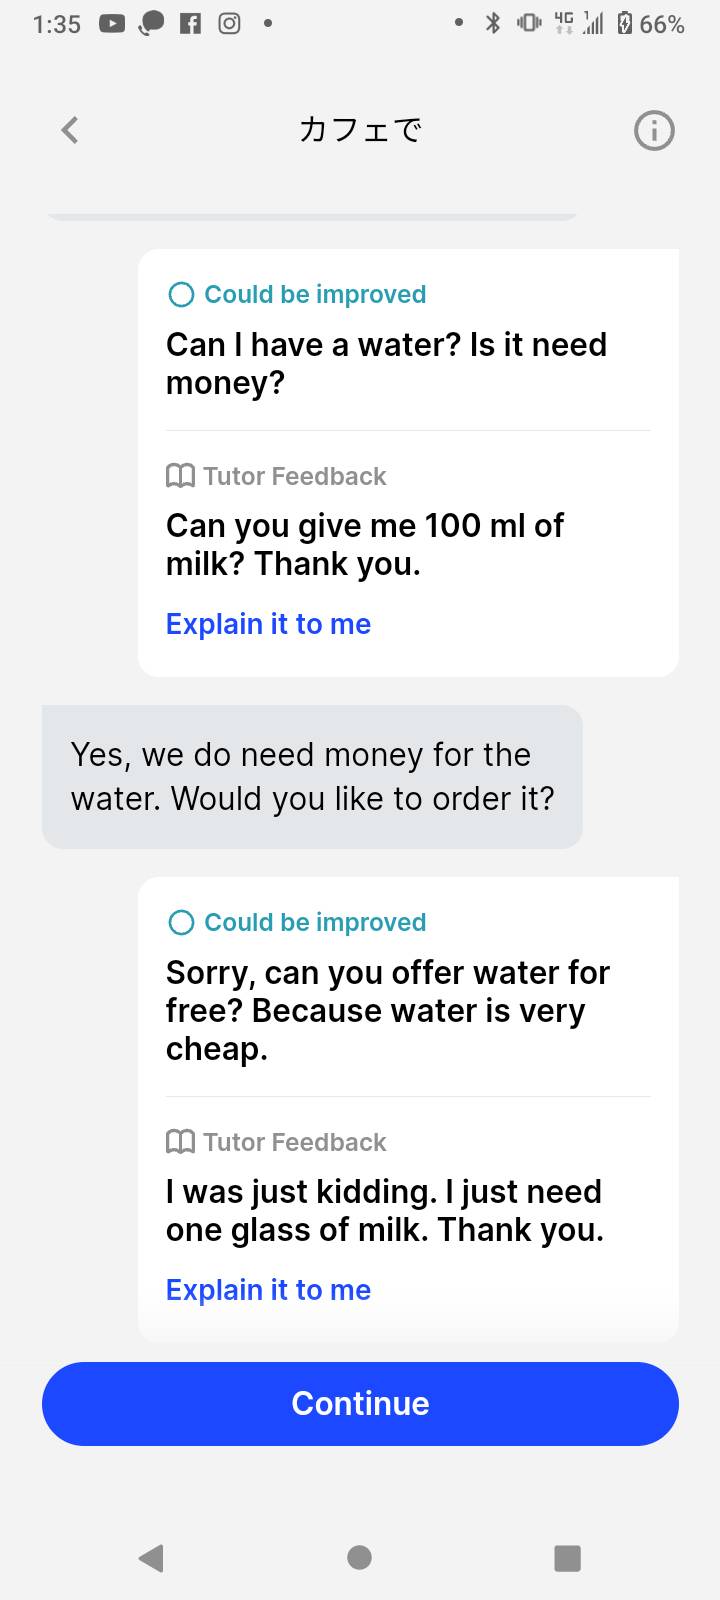 1:35
4G
1
66%
カフェで
Could be improved
Can I have a water? Is it need
money?
Tutor Feedback
Can you give me 100 ml of
milk? Thank you.
Explain it to me
Yes, we do need money for the
water. Would you like to order it?
Could be improved
Sorry, can you offer water for
free? Because water is very
cheap.
Tutor Feedback
I was just kidding. I just need
one glass of milk. Thank you.
Explain it to me
Continue